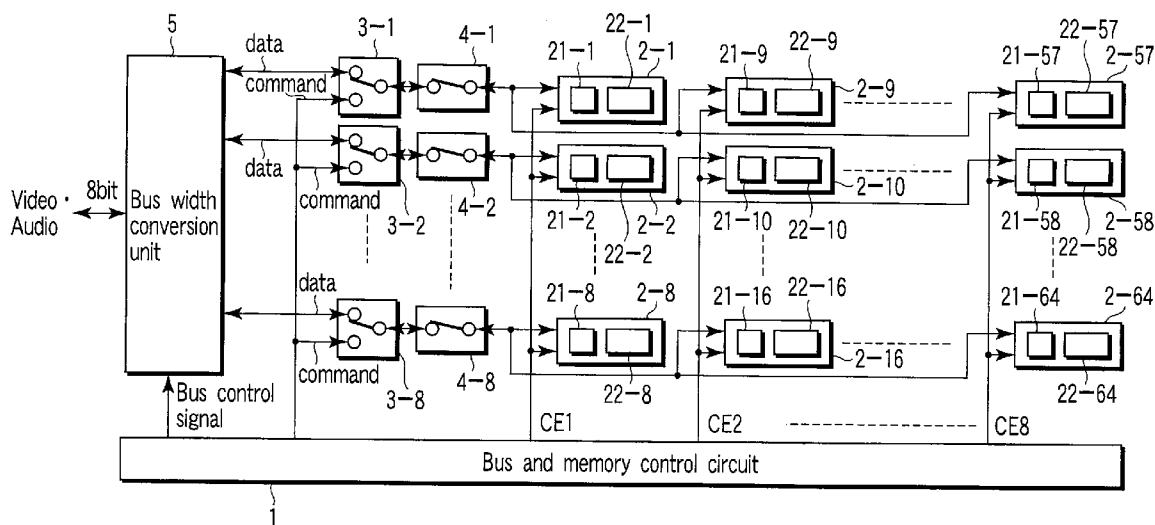 5
3-1
4-1
22-1
21-1
2-1
22-9
21-9
2-9
22-57
21-57
2-57
data
command
data
command
3-2
4-2
21-2
2-2
22-2
21-10
2-10
22-10
21-58
2-58
22-58
Video·
Audio
8bit
Bus width
conversion
unit
data
command
3-8
4-8
21-8
2-8
22-8
22-16
21-16
2-16
21-64
2-64
22-64
Bus control
signal
CE1
CE2
CE8
Bus and memory control circuit
1